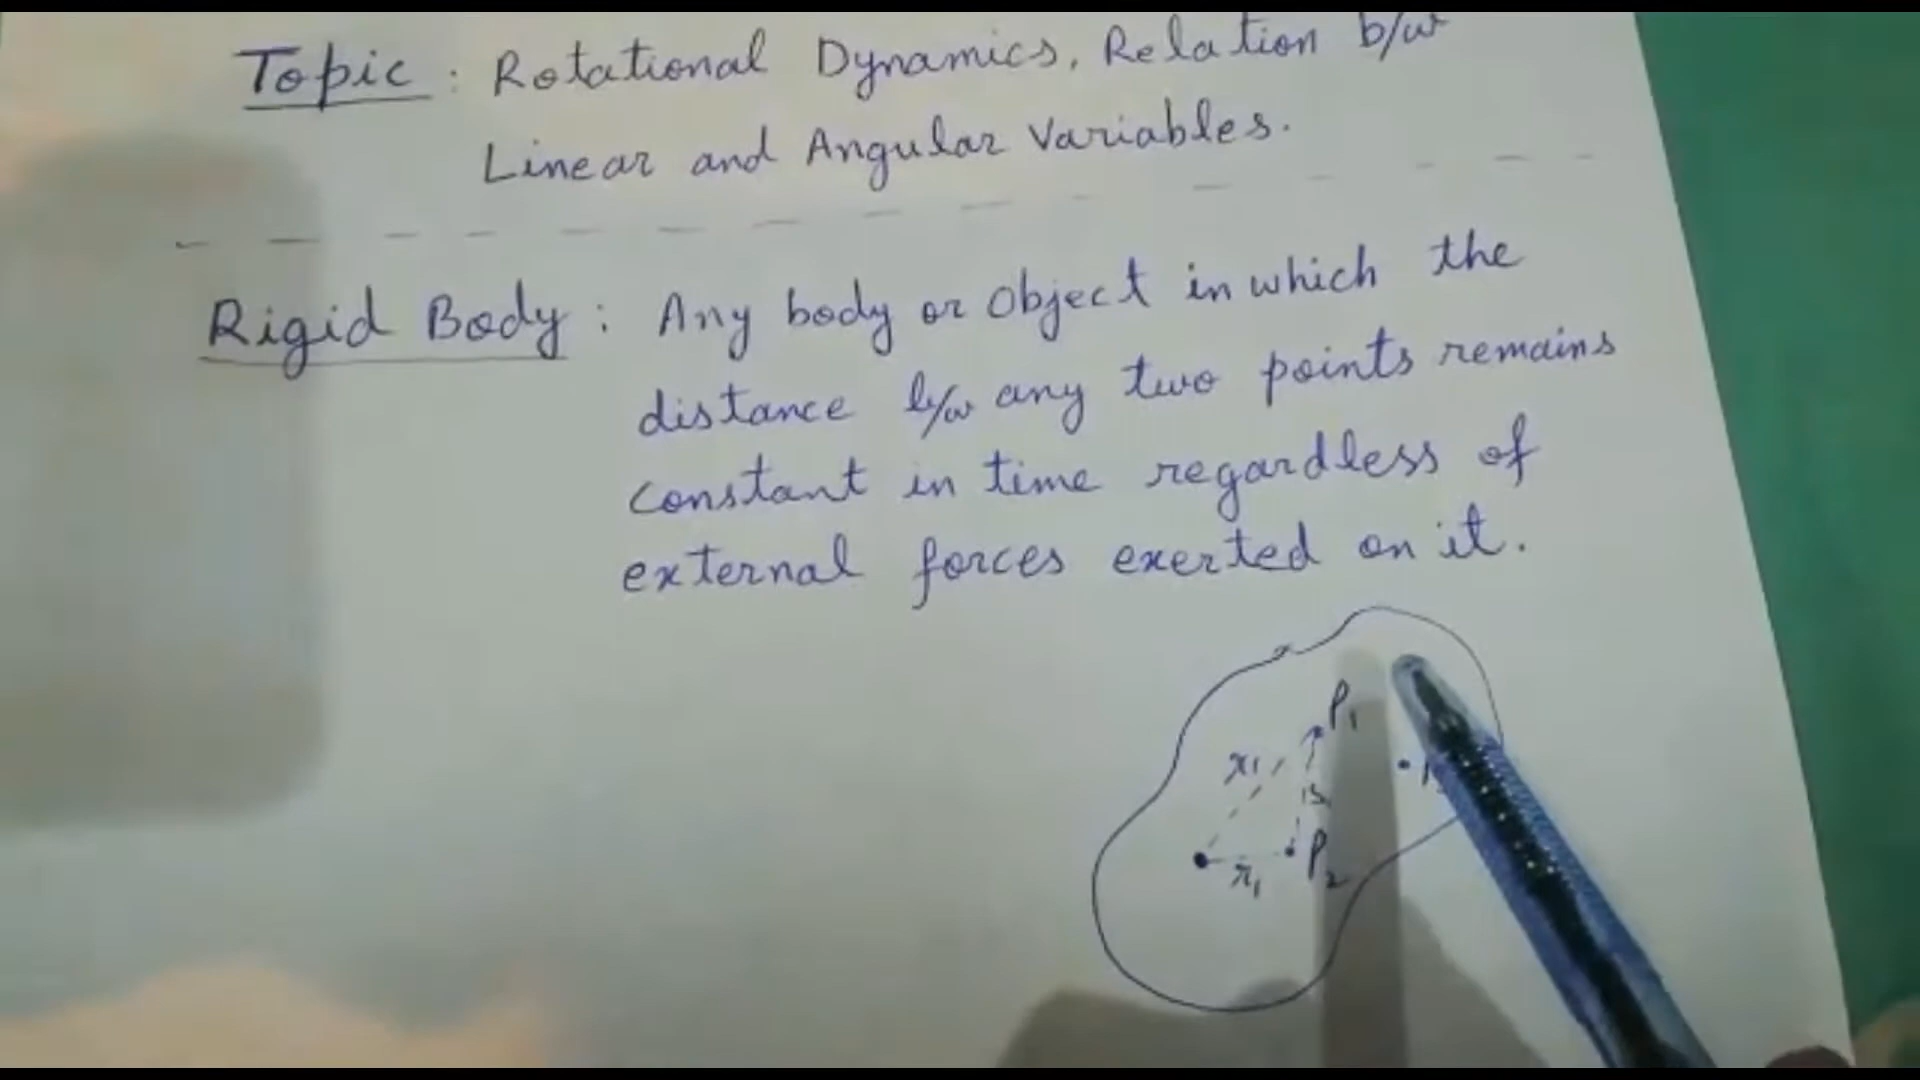 Topic : Rotational Dynamics, Relation b/w
Linear and Angular Variables.
Rigid Body : Any body or Object in which the
distance b/w any two points remains
constant in time regardless of
external forces exerted on it.
P1
P2